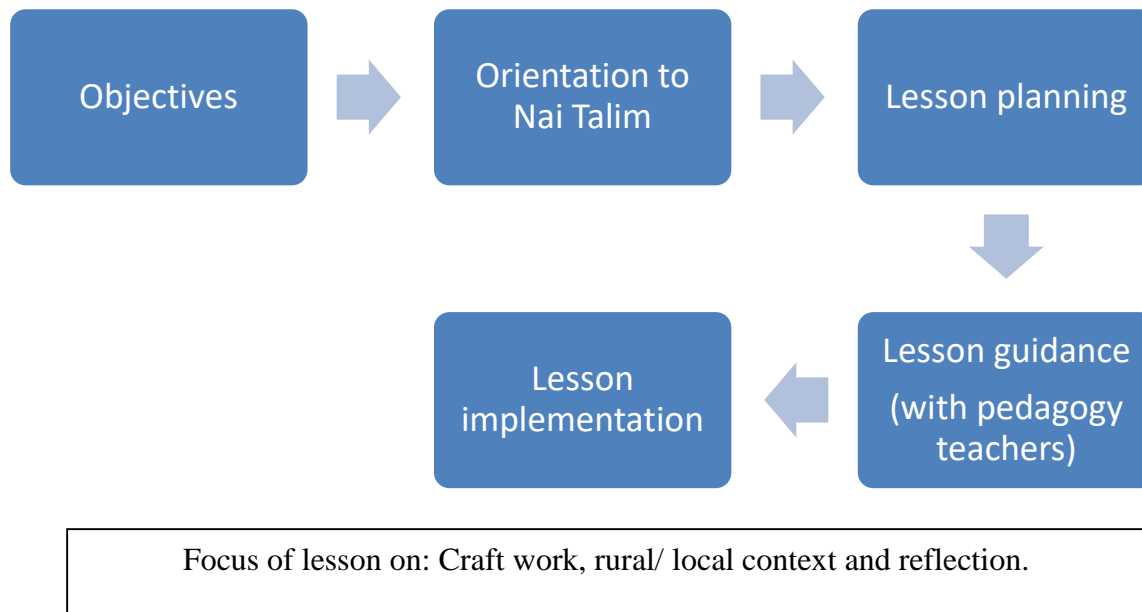 Objectives
Orientation to
Nai Talim
Lesson planning
Lesson guidance
(with pedagogy
teachers)
Lesson
implementation
Focus of lesson on: Craft work, rural/ local context and reflection.